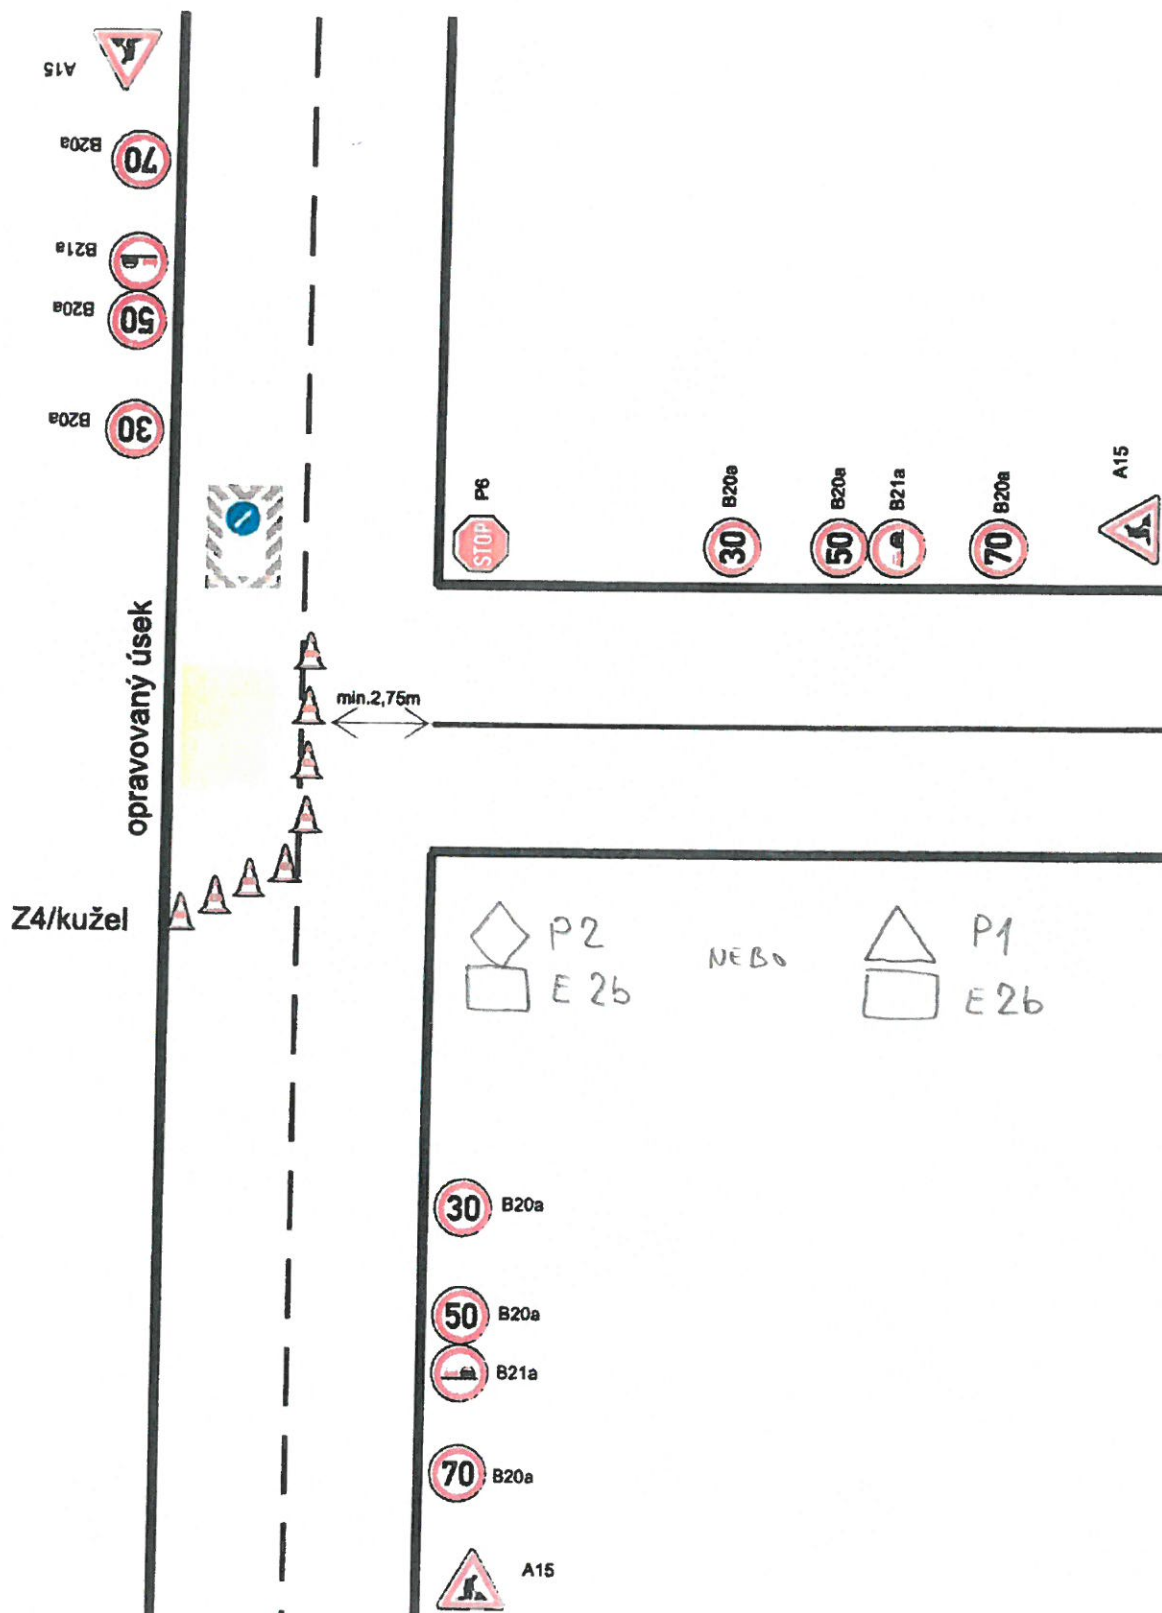 A15
B20a
70
B21a
B20a
50
B20a
30
P6
STOP
B20a
30
B20a
50
B21a
B20a
70
A15
opravovaný úsek
min.2,75m
Z4/kužel
P2
E 2b
NEBO
P1
E 2b
30 B20a
50 B20a
B21a
70 B20a
A15